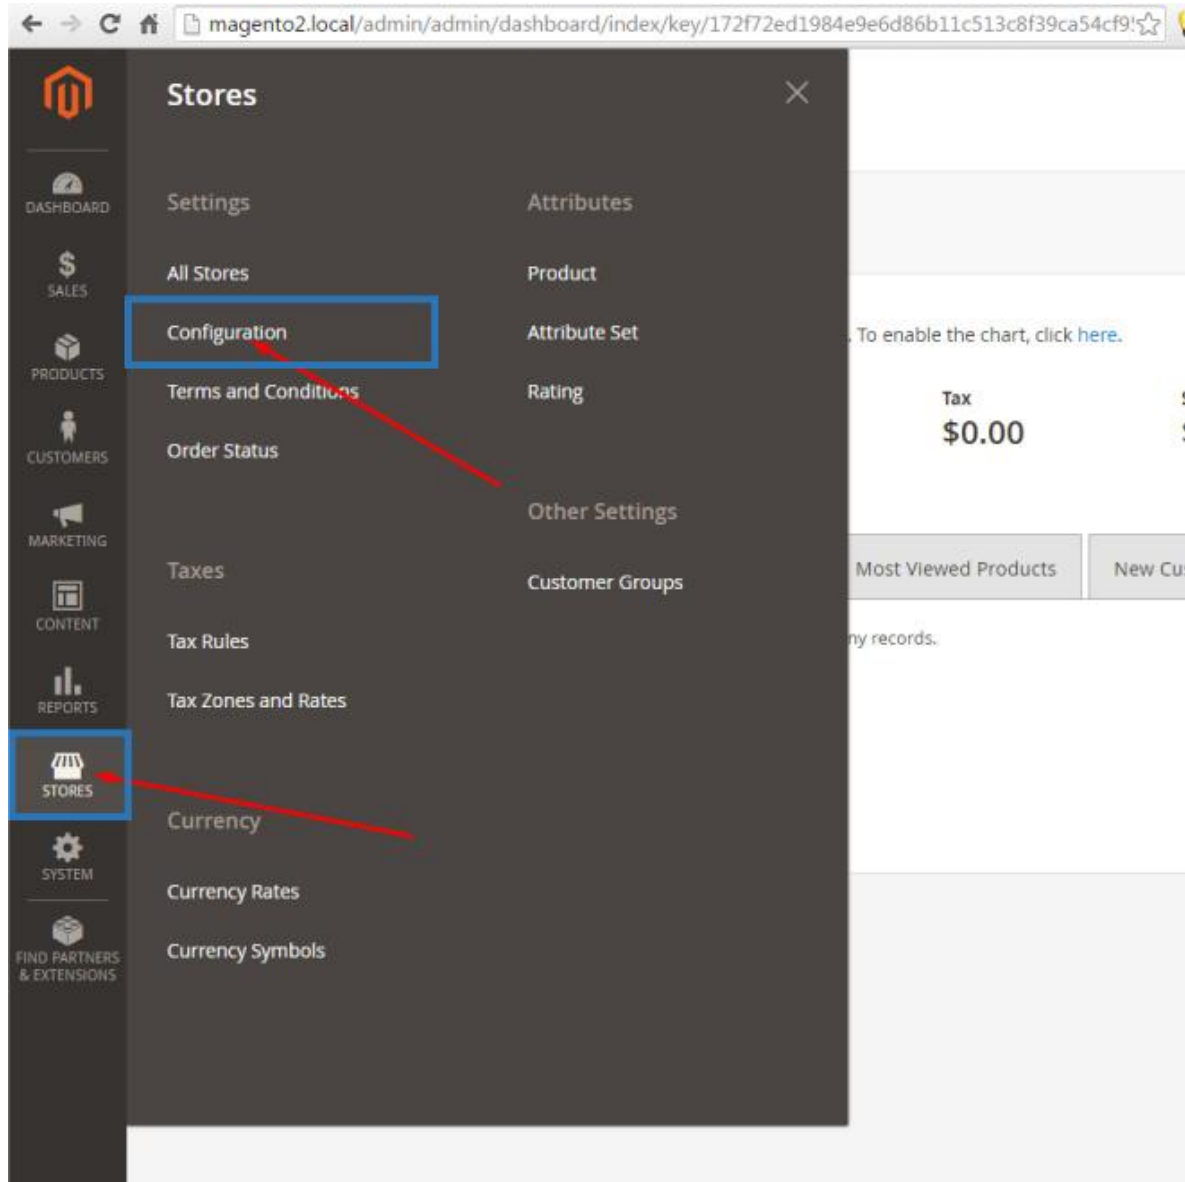 magento2.local/admin/admin/dashboard/index/key/172f72ed1984e9e6d86b11c513c8f39ca54cf9
Stores
DASHBOARD
SALES
PRODUCTS
CUSTOMERS
MARKETING
CONTENT
REPORTS
STORES
SYSTEM
FIND PARTNERS
& EXTENSIONS
Settings
All Stores
Configuration
Terms and Conditions
Order Status
Taxes
Tax Rules
Tax Zones and Rates
Currency
Currency Rates
Currency Symbols
Attributes
Product
Attribute Set
Rating
Other Settings
Customer Groups
. To enable the chart, click here.
Tax
$0.00
Most Viewed Products
New Cus
ny records.